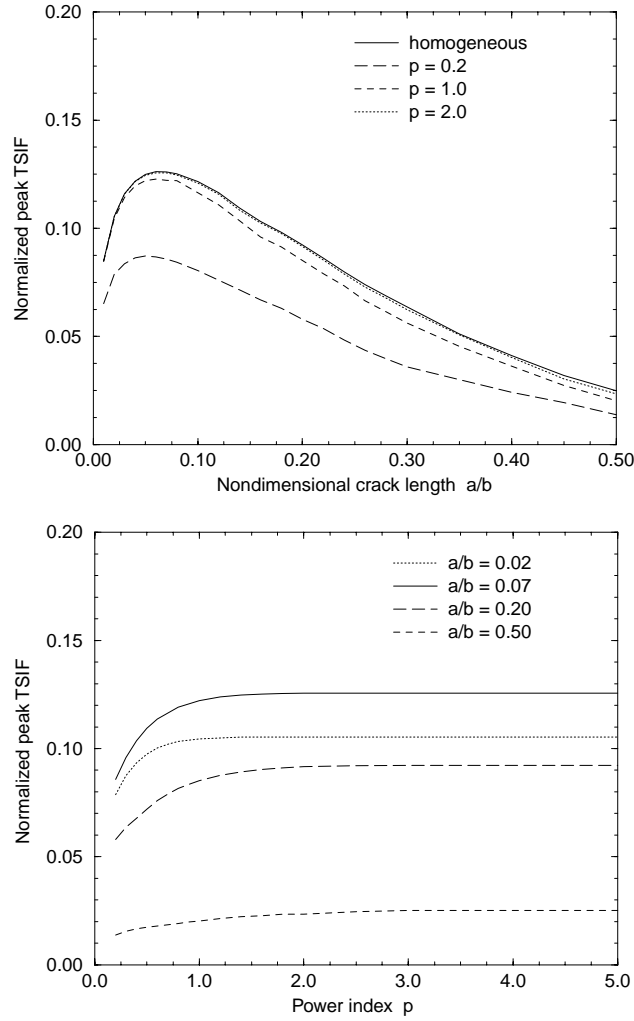 0.20
0.15
0.10
0.05
0.00
Normalized peak TSIF
homogeneous
p = 0.2
p = 1.0
p = 2.0
0.00 0.10 0.20 0.30 0.40 0.50
Nondimensional crack length a/b
0.20
0.15
0.10
0.05
0.00
Normalized peak TSIF
a/b = 0.02
a/b = 0.07
a/b = 0.20
a/b = 0.50
0.0 1.0 2.0 3.0 4.0 5.0
Power index p